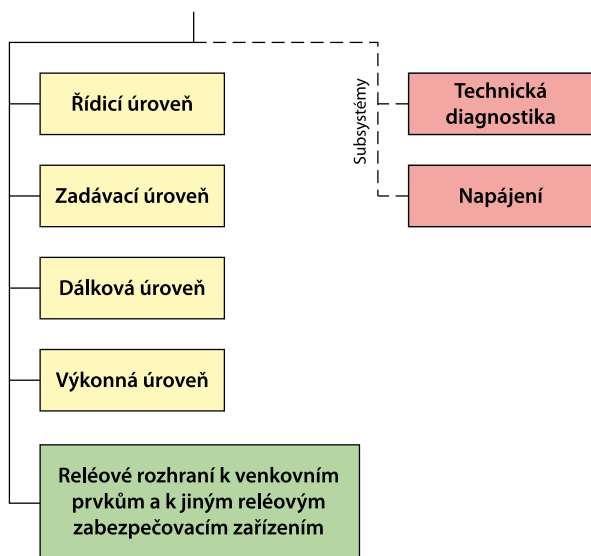 Řídicí úroveň
Zadávací úroveň
Dálková úroveň
Výkonná úroveň
Reléové rozhraní k venkovním
prvkům a k jiným reléovým
zabezpečovacím zařízením
Subsystémy
Technická
diagnostika
Napájení